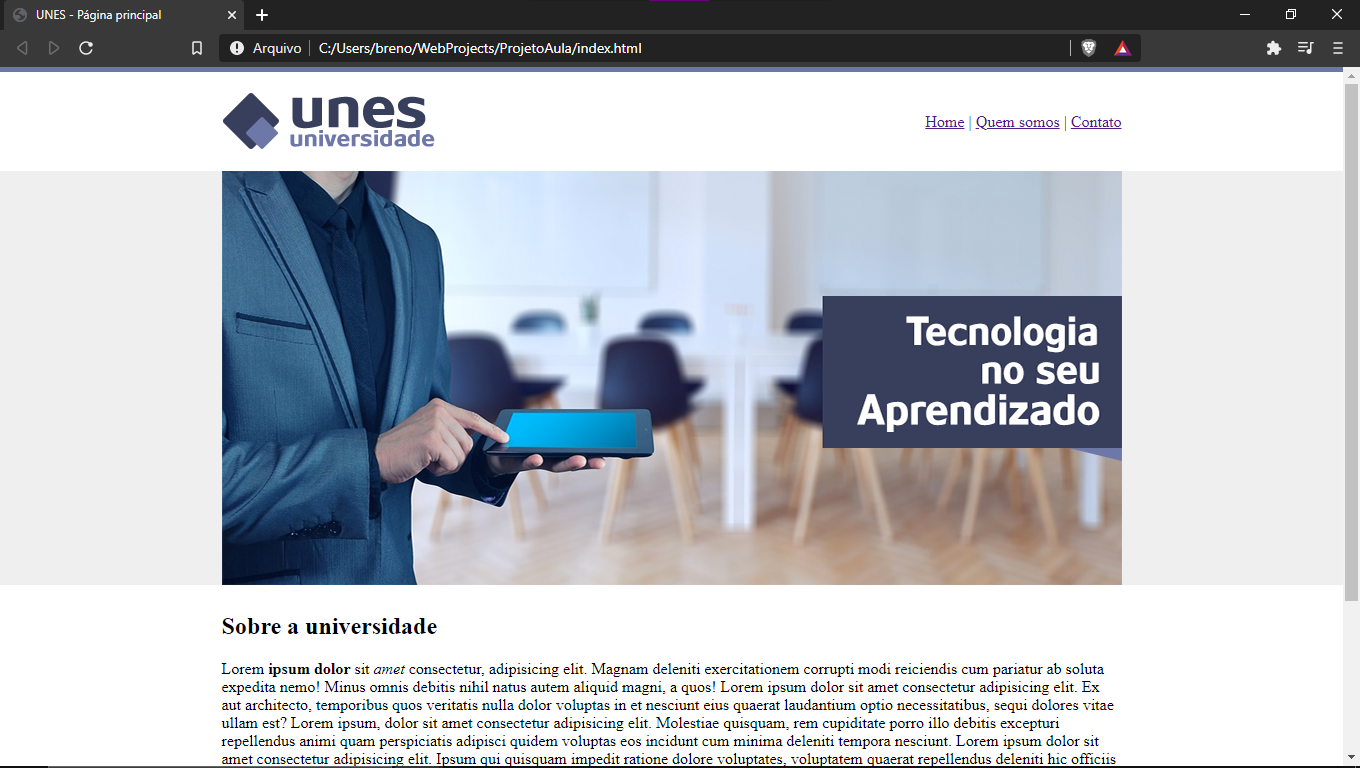 UNES - Página principal
Arquivo | C:/Users/breno/WebProjects/ProjetoAula/index.html
unes
universidade
Home | Quem somos | Contato
Tecnologia
no seu
Aprendizado
Sobre a universidade
Lorem ipsum dolor sit amet consectetur, adipisicing elit. Magnam deleniti exercitationem corrupti modi reiciendis cum pariatur ab soluta
expedita nemo! Minus omnis debitis nihil natus autem aliquid magni, a quos! Lorem ipsum dolor sit amet consectetur adipisicing elit. Ex
aut architecto, temporibus quos veritatis nulla dolor voluptas in et nesciunt eius quaerat laudantium optio necessitatibus, sequi dolores vitae
ullam est? Lorem ipsum, dolor sit amet consectetur adipisicing elit. Molestiae quisquam, rem cupiditate porro illo debitis excepturi
repellendus animi quam perspiciatis adipisci quidem voluptas eos incidunt cum minima deleniti tempora nesciunt. Lorem ipsum dolor sit
amet consectetur adipisicing elit. Ipsum qui quisquam impedit ratione dolore voluptates, voluptatem quaerat repellendus deleniti hic officiis